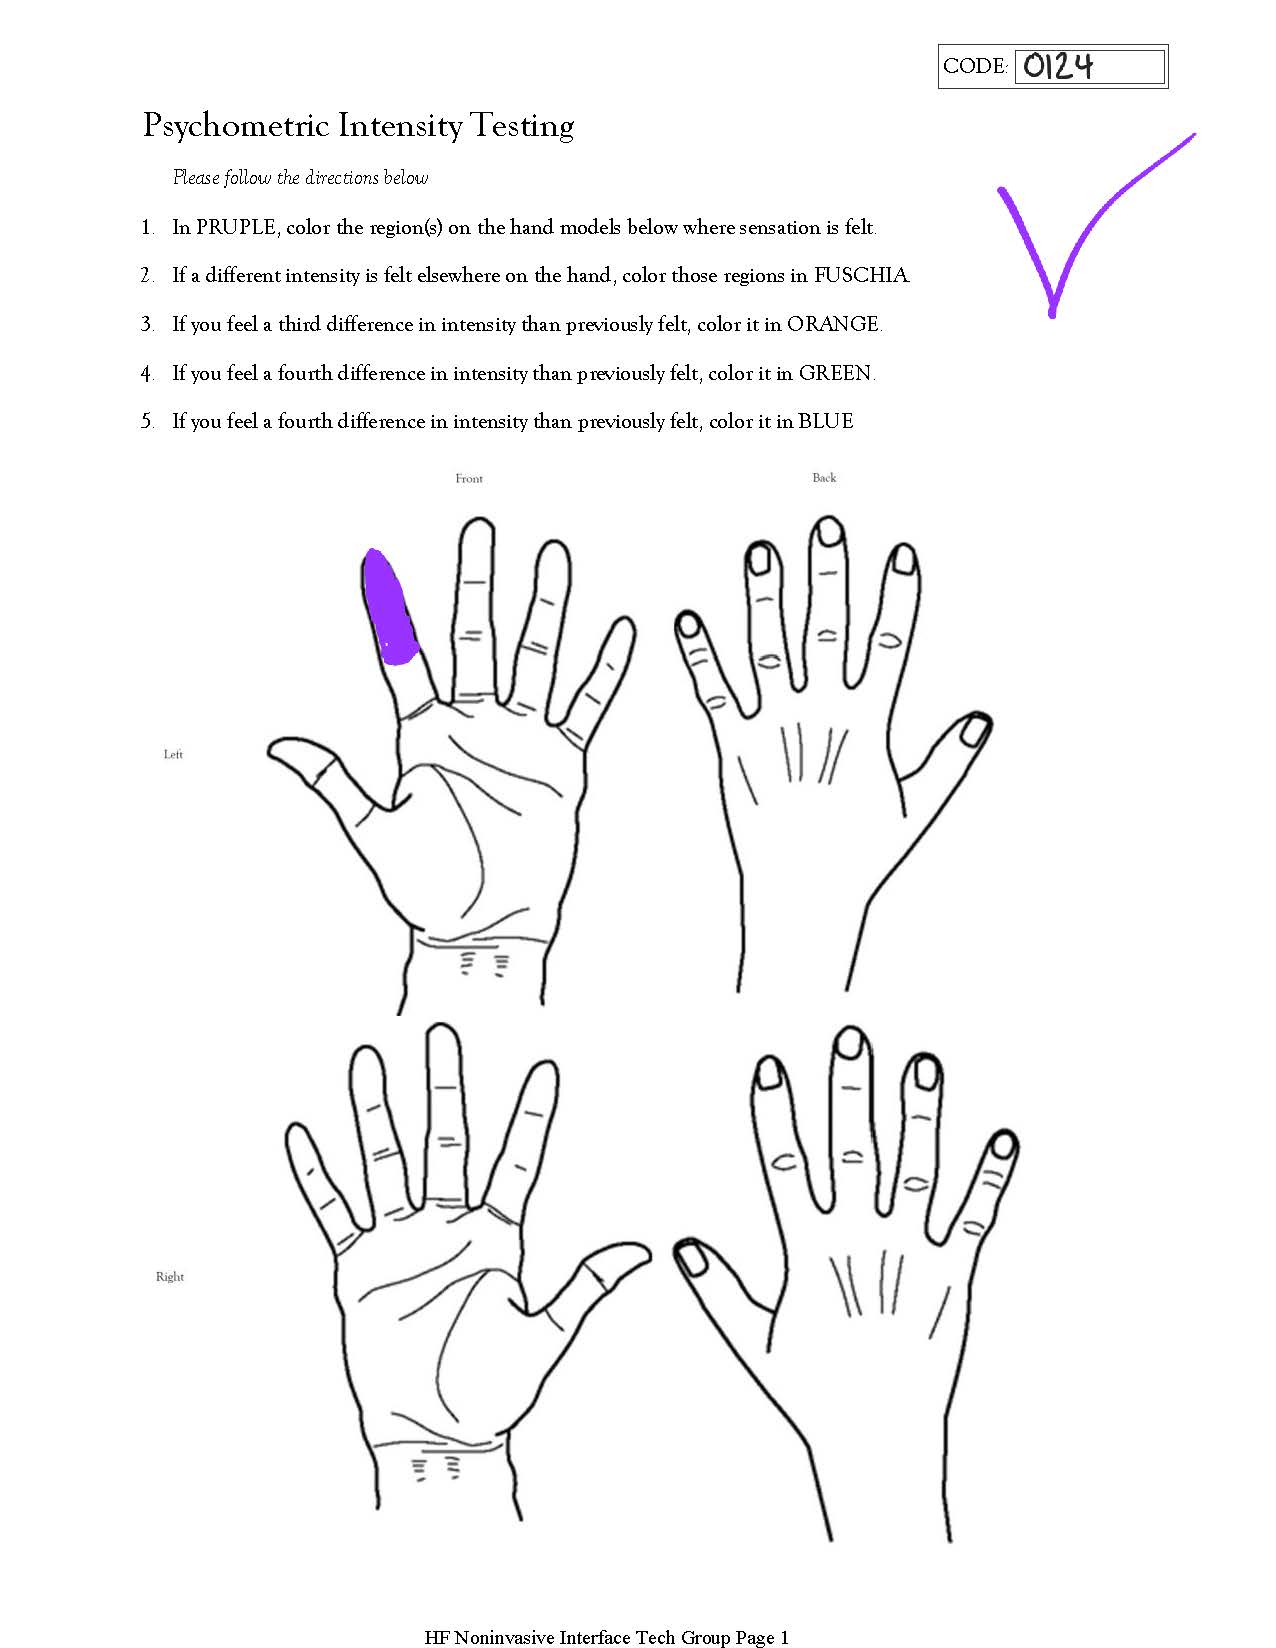 CODE: 0124
Psychometric Intensity Testing
Please follow the directions below
1. In PRUPLE, color the region(s) on the hand models below where sensation is felt.
2. If a different intensity is felt elsewhere on the hand, color those regions in FUSCHIA.
3. If you feel a third difference in intensity than previously felt, color it in ORANGE.
4. If you feel a fourth difference in intensity than previously felt, color it in GREEN.
5. If you feel a fourth difference in intensity than previously felt, color it in BLUE
Front Back
Left
Right
HF Noninvasive Interface Tech Group Page 1